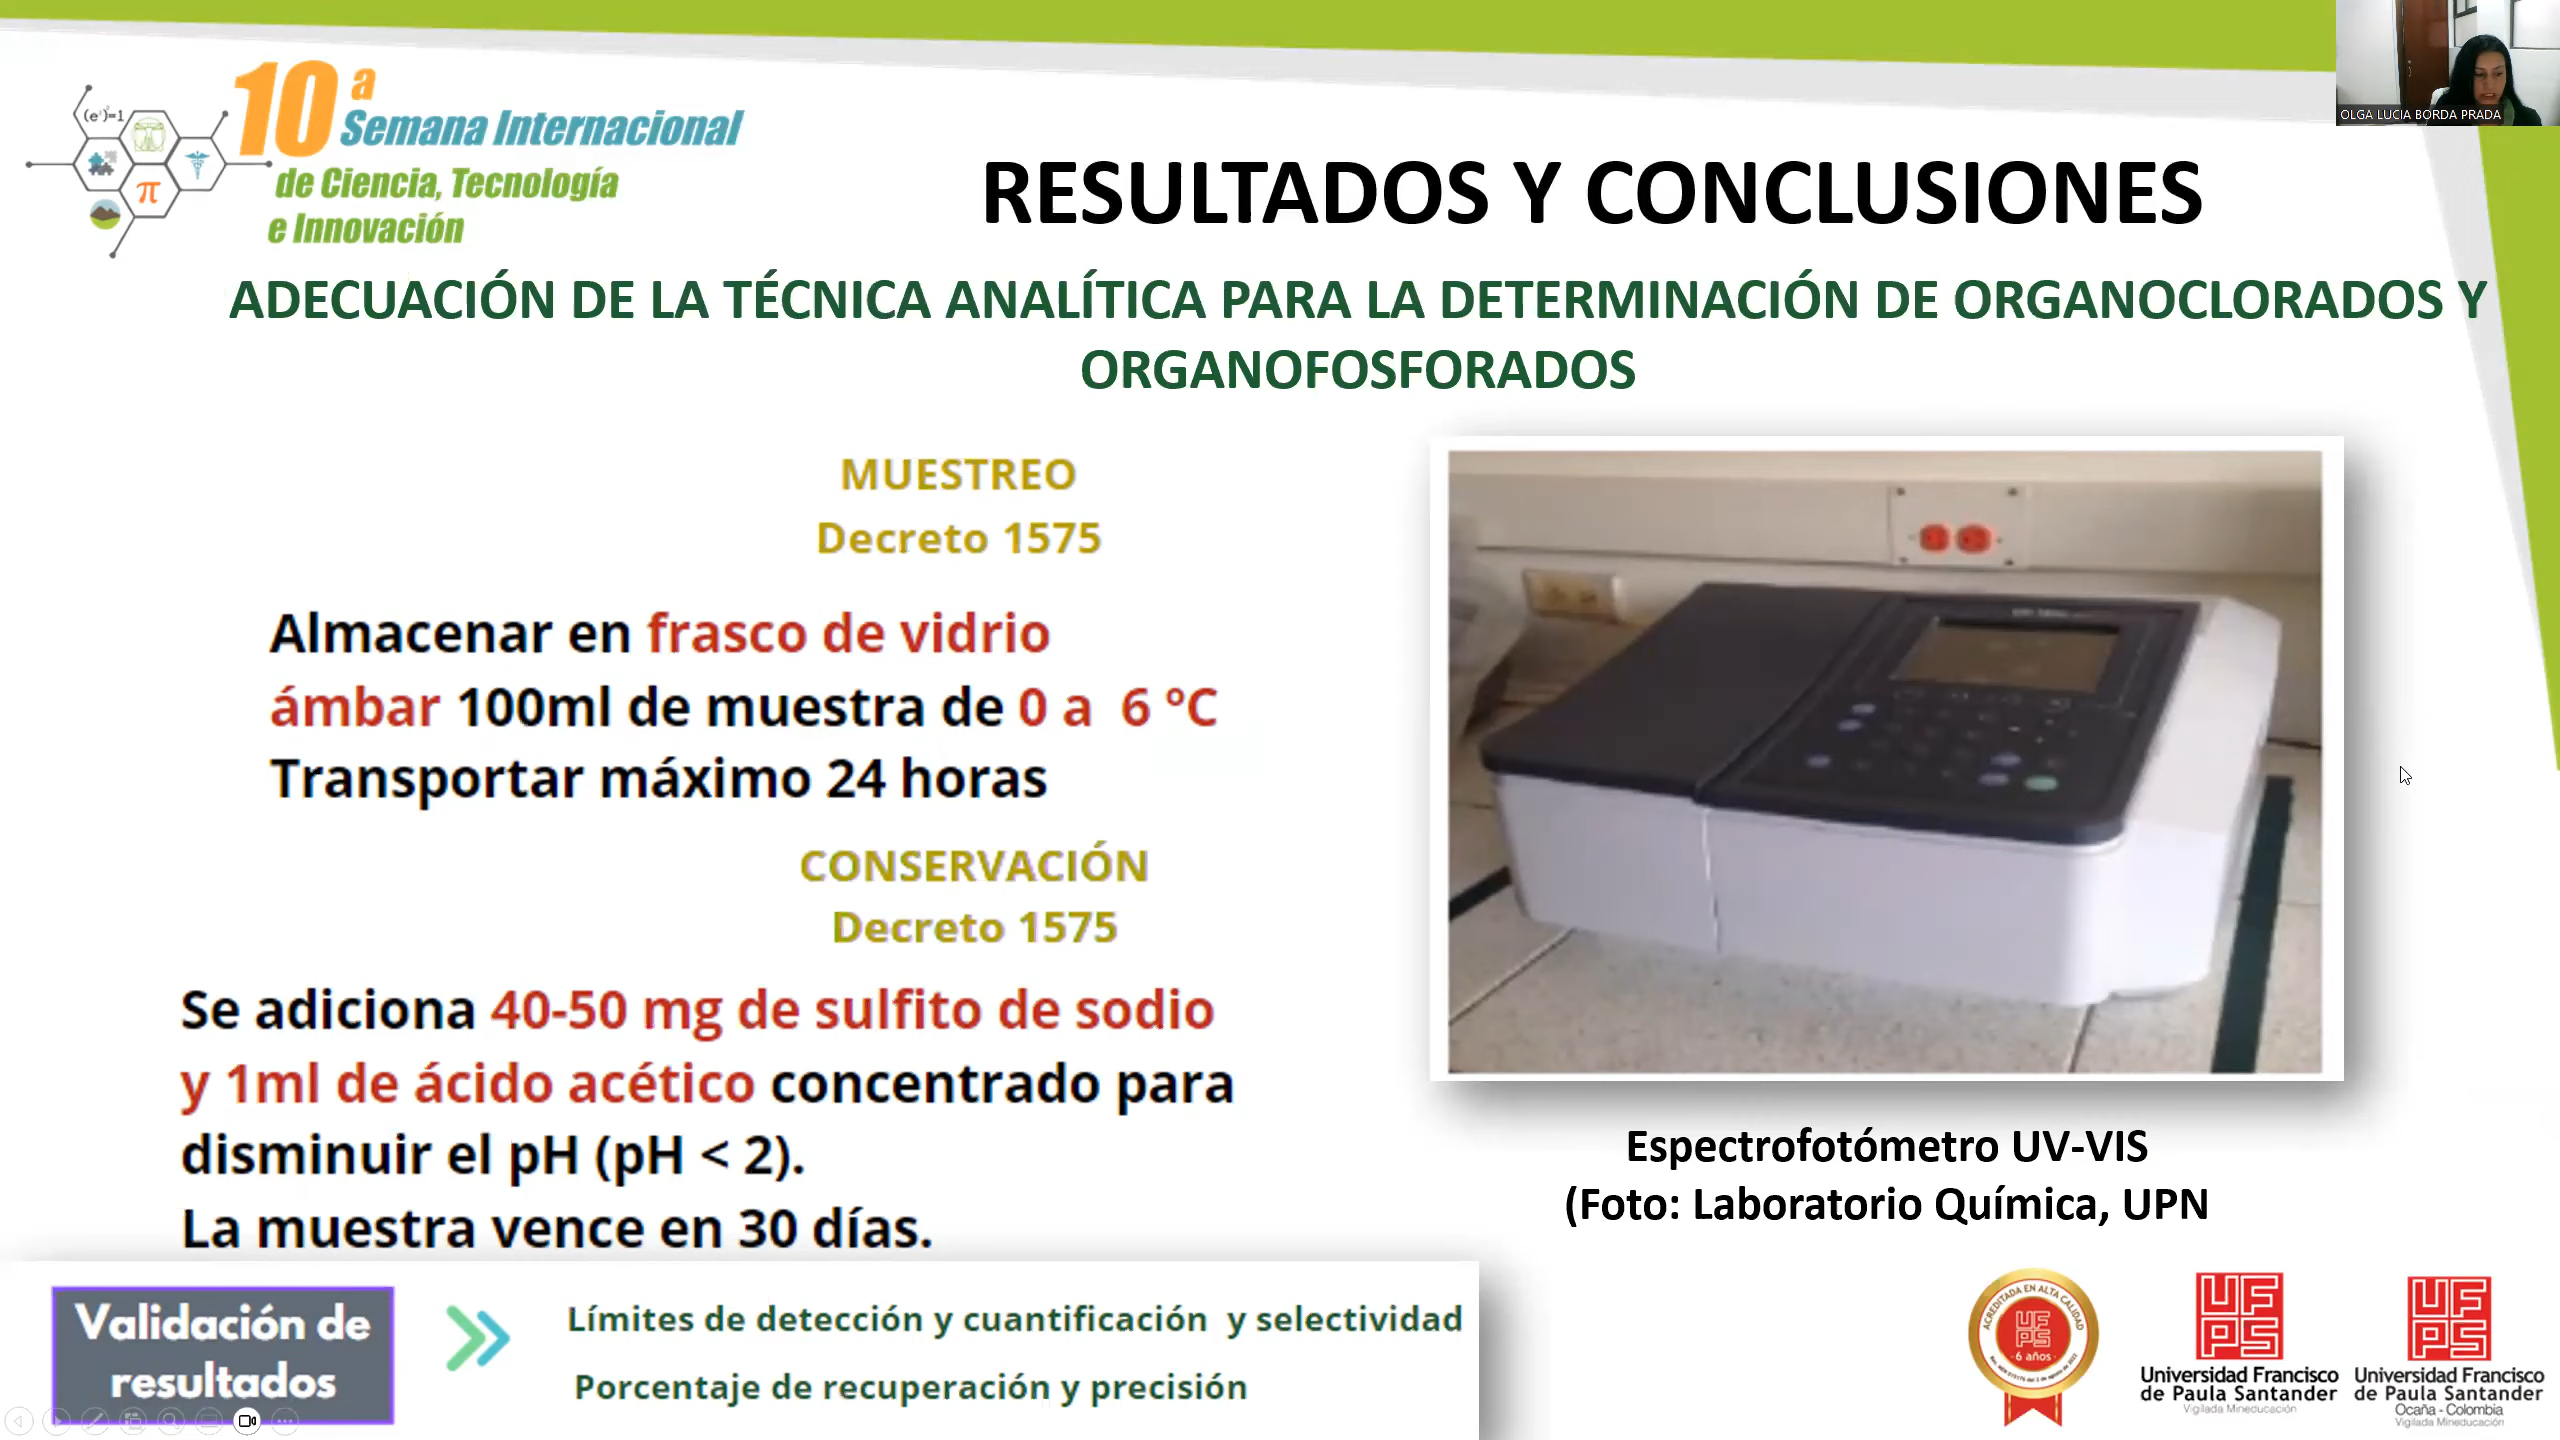 OLGA LUCIA BORDA PRADA
10ª
Semana Internacional
de Ciencia, Tecnología
e Innovación
π
RESULTADOS Y CONCLUSIONES
ADECUACIÓN DE LA TÉCNICA ANALÍTICA PARA LA DETERMINACIÓN DE ORGANOCLORADOS Y
ORGANOFOSFORADOS
MUESTREO
Decreto 1575
Almacenar en frasco de vidrio
ámbar 100ml de muestra de 0 a 6 ºC
Transportar máximo 24 horas
CONSERVACIÓN
Decreto 1575
Se adiciona 40-50 mg de sulfito de sodio
y 1ml de ácido acético concentrado para
disminuir el pH (pH < 2).
La muestra vence en 30 días.
Espectrofotómetro UV-VIS
(Foto: Laboratorio Química, UPN
Validación de
resultados
Límites de detección y cuantificación y selectividad
Porcentaje de recuperación y precisión
ACREDITADA EN ALTA CALIDAD
UFPS
6 años
UFPS
Universidad Francisco
de Paula Santander
Vigilada Mineducación
UFPS
Universidad Francisco
de Paula Santander
Ocaña - Colombia
Vigilada Mineducación